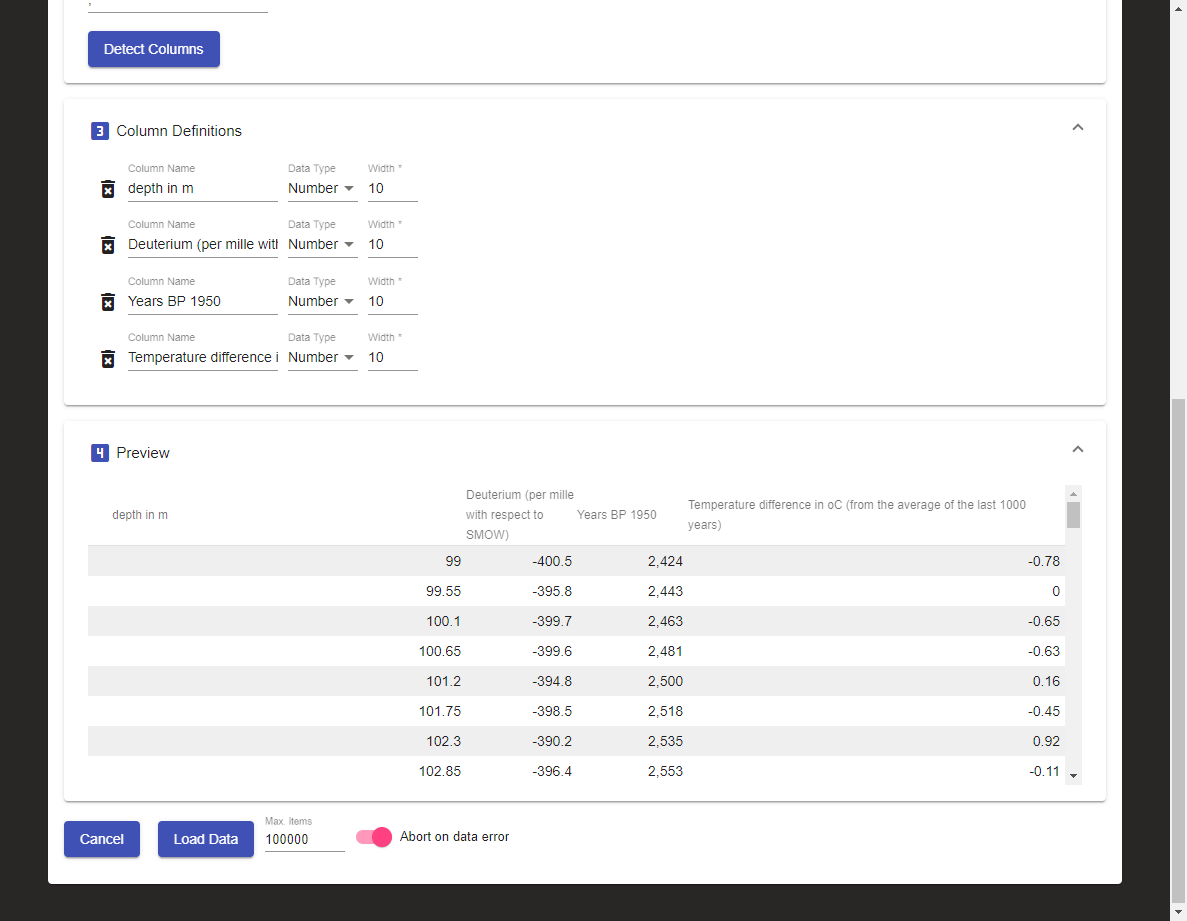 Detect Columns
3 Column Definitions
Column Name Data Type Width *
depth in m Number 10
Column Name Data Type Width *
Deuterium (per mille with Number 10
Column Name Data Type Width *
Years BP 1950 Number 10
Column Name Data Type Width *
Temperature difference i Number 10
4 Preview
depth in m
Deuterium (per mille
with respect to
SMOW)
Years BP 1950
Temperature difference in oC (from the average of the last 1000
years)
99 -400.5 2,424 -0.78
99.55 -395.8 2,443 0
100.1 -399.7 2,463 -0.65
100.65 -399.6 2,481 -0.63
101.2 -394.8 2,500 0.16
101.75 -398.5 2,518 -0.45
102.3 -390.2 2,535 0.92
102.85 -396.4 2,553 -0.11
Cancel
Load Data
Max. Items
100000
Abort on data error